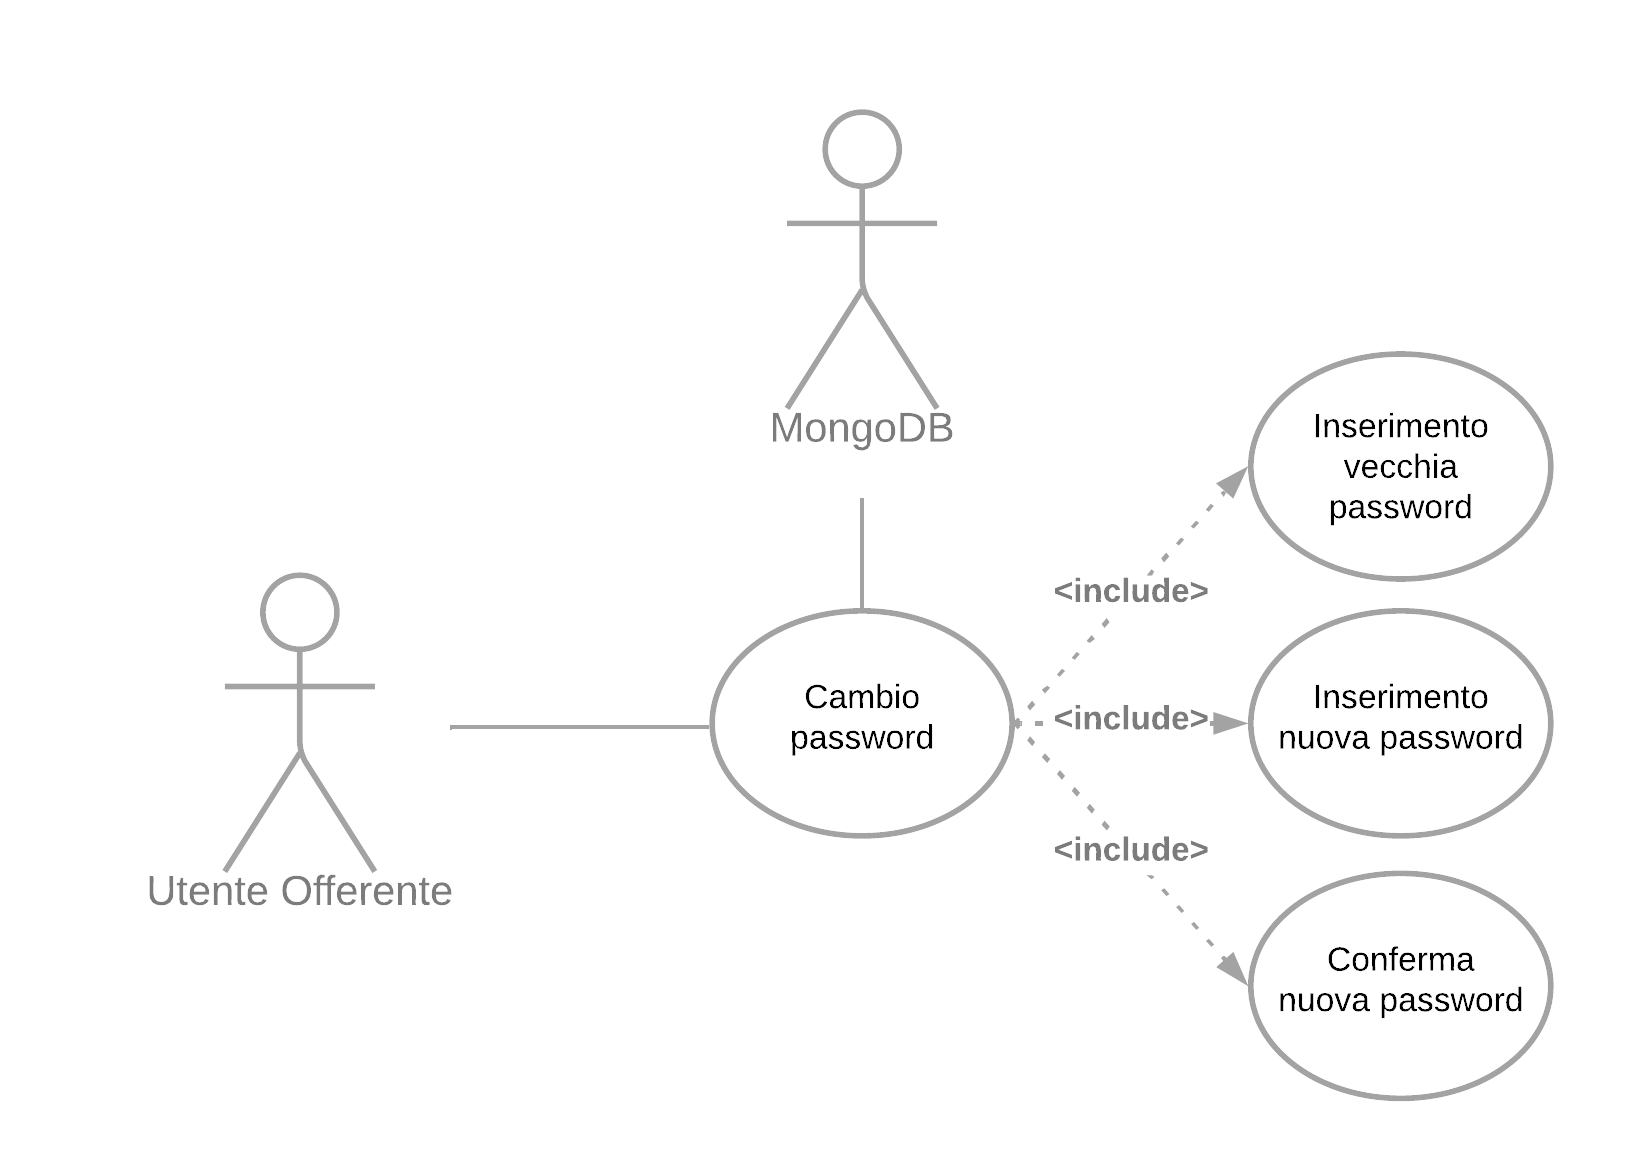 MongoDB
Inserimento
vecchia
password
<include>
Cambio
password
<include>
Inserimento
nuova password
<include>
Utente Offerente
Conferma
nuova password